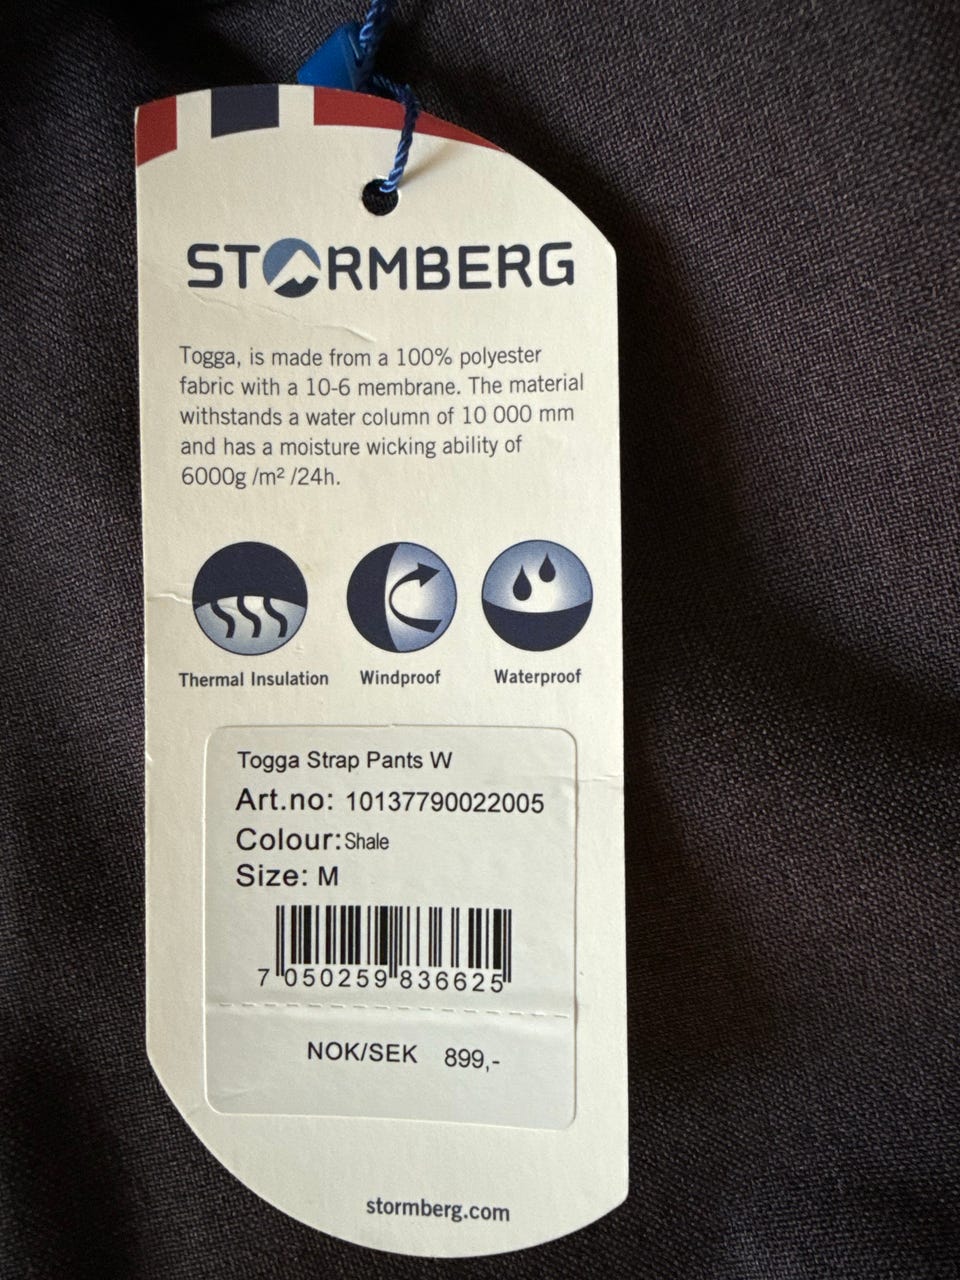 STORMBERG
Togga, is made from a 100% polyester
fabric with a 10-6 membrane. The material
withstands a water column of 10 000 mm
and has a moisture wicking ability of
6000g /m² /24h.
Thermal Insulation Windproof Waterproof
Togga Strap Pants W
Art.no: 10137790022005
Colour: Shale
Size: M
7 050259 836625
NOK/SEK 899,-
stormberg.com